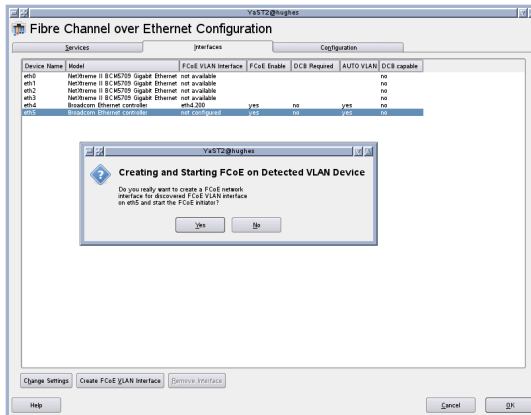 YaST2@hughes
Fibre Channel over Ethernet Configuration
Services Interfaces Configuration
Device Name Model FCoE VLAN Interface FCoE Enable DCB Required AUTO VLAN DCB capable
eth0 NetXtreme II BCM5709 Gigabit Ethernet not available no
eth1 NetXtreme II BCM5709 Gigabit Ethernet not available no
eth2 NetXtreme II BCM5709 Gigabit Ethernet not available no
eth3 NetXtreme II BCM5709 Gigabit Ethernet not available no
eth4 Broadcom Ethernet controller eth4.200 yes no yes no
eth5 Broadcom Ethernet controller not configured yes no yes no
YaST2@hughes
Creating and Starting FCoE on Detected VLAN Device
Do you really want to create a FCoE network
interface for discovered FCoE VLAN interface
on eth5 and start the FCoE initiator?
Yes No
Change Settings Create FCoE VLAN Interface Remove Interface
Help Cancel OK